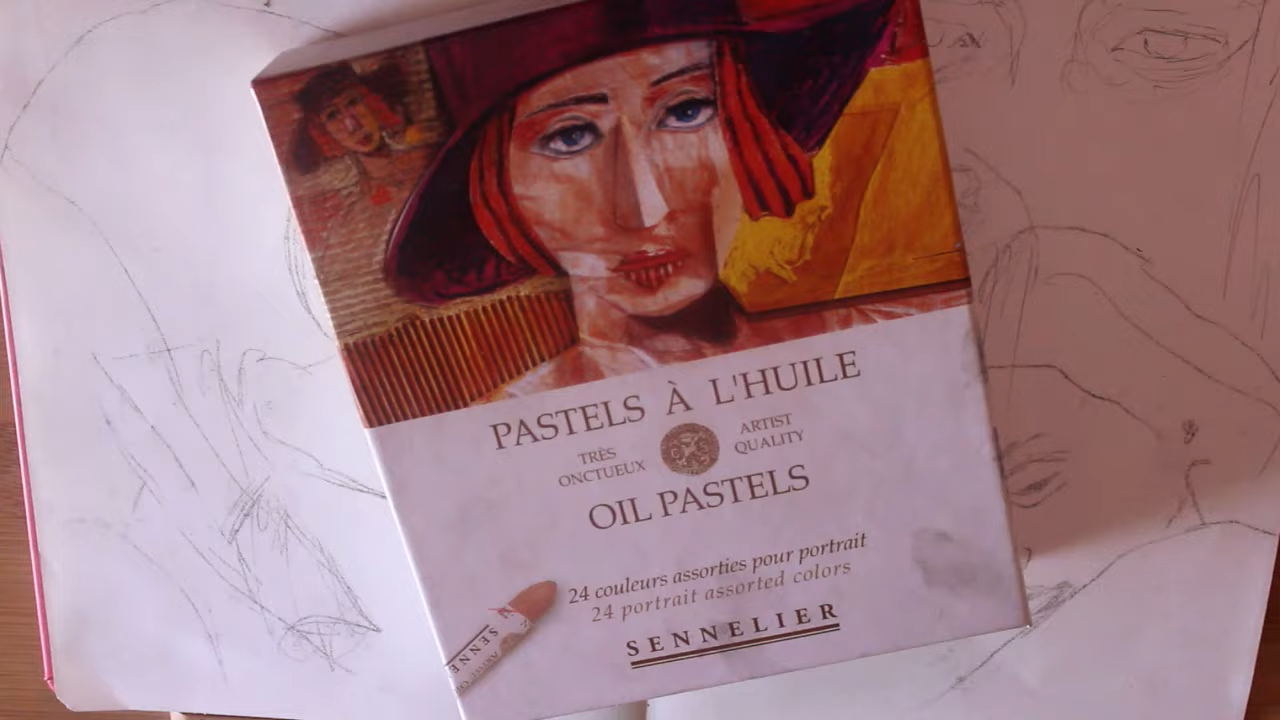 PASTELS À L'HUILE
TRÈS
ONCTUEUX
ARTIST
QUALITY
OIL PASTELS
24 couleurs assorties pour portrait
24 portrait assorted colors
SENNELIER
SENNE